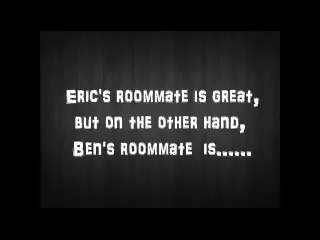 Eric's roommate is great,
but on the other hand,
Ben's roommate is......